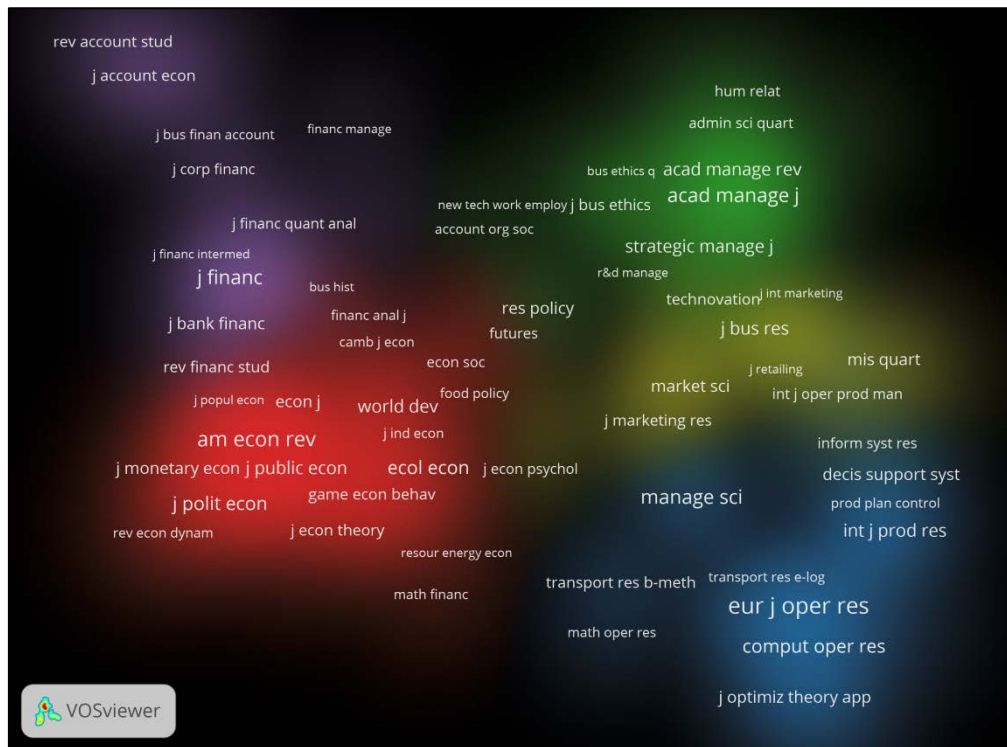 rev account stud
j account econ
hum relat
admin sci quart
j bus finan account
financ manage
j corp financ
bus ethics q
acad manage rev
acad manage j
new tech work employ
j bus ethics
j financ quant anal
account org soc
strategic manage j
j financ intermed
j financ
r&d manage
bus hist
technovation
j int marketing
res policy
financ anal j
j bank financ
j bus res
futures
camb j econ
econ soc
mis quart
rev financ stud
j retailing
market sci
int j oper prod man
food policy
j popul econ
econ j
world dev
j marketing res
j ind econ
am econ rev
inform syst res
j monetary econ
j public econ
ecol econ
j econ psychol
decis support syst
manage sci
game econ behav
j polit econ
prod plan control
int j prod res
rev econ dynam
j econ theory
resour energy econ
transport res b-meth
transport res e-log
math financ
eur j oper res
math oper res
comput oper res
j optimiz theory app
VOSviewer